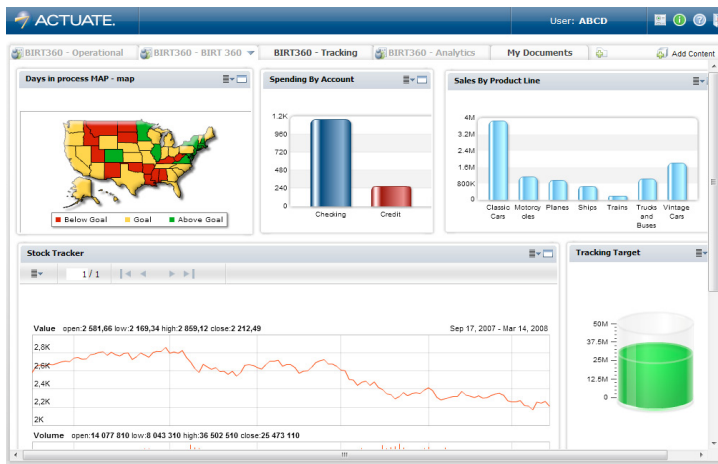 ACTUATE.
User: ABCD
BIRT360 - Operational
BIRT360 - BIRT 360
BIRT360 - Tracking
BIRT360 - Analytics
My Documents
Add Content
Days in process MAP - map
Below Goal
Goal
Above Goal
Spending By Account
1.2K
960
720
480
240
0
Checking
Credit
Sales By Product Line
4M
3.2M
2.4M
1.6M
800K
0
Classic Cars
Motorcycles
Planes
Ships
Trains
Trucks and Buses
Vintage Cars
Stock Tracker
1 / 1
Value open:2 581,66 low:2 169,34 high:2 859,12 close:2 212,49
Sep 17, 2007 - Mar 14, 2008
2,8K
2,6K
2,4K
2,2K
2K
Volume open:14 077 810 low:8 043 310 high:36 502 510 close:25 473 110
Tracking Target
50M
37.5M
25M
12.5M
0